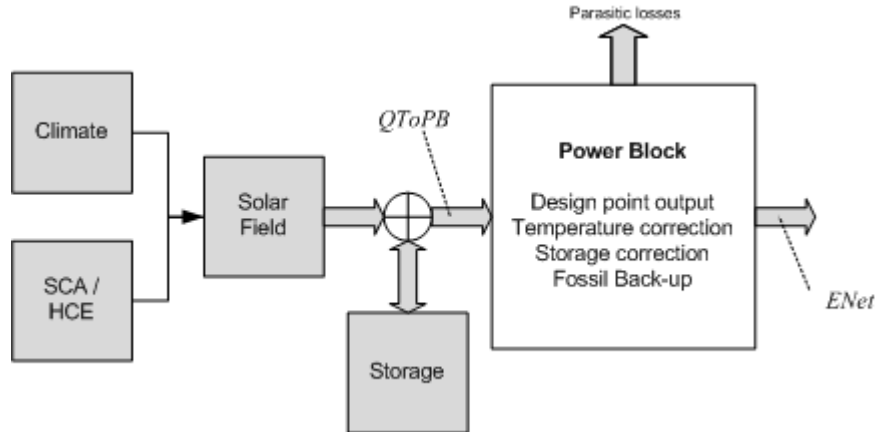 Parasitic losses
Climate
QToPB
Power Block
Solar
Field
Design point output
Temperature correction
Storage correction
Fossil Back-up
SCA /
HCE
ENet
Storage